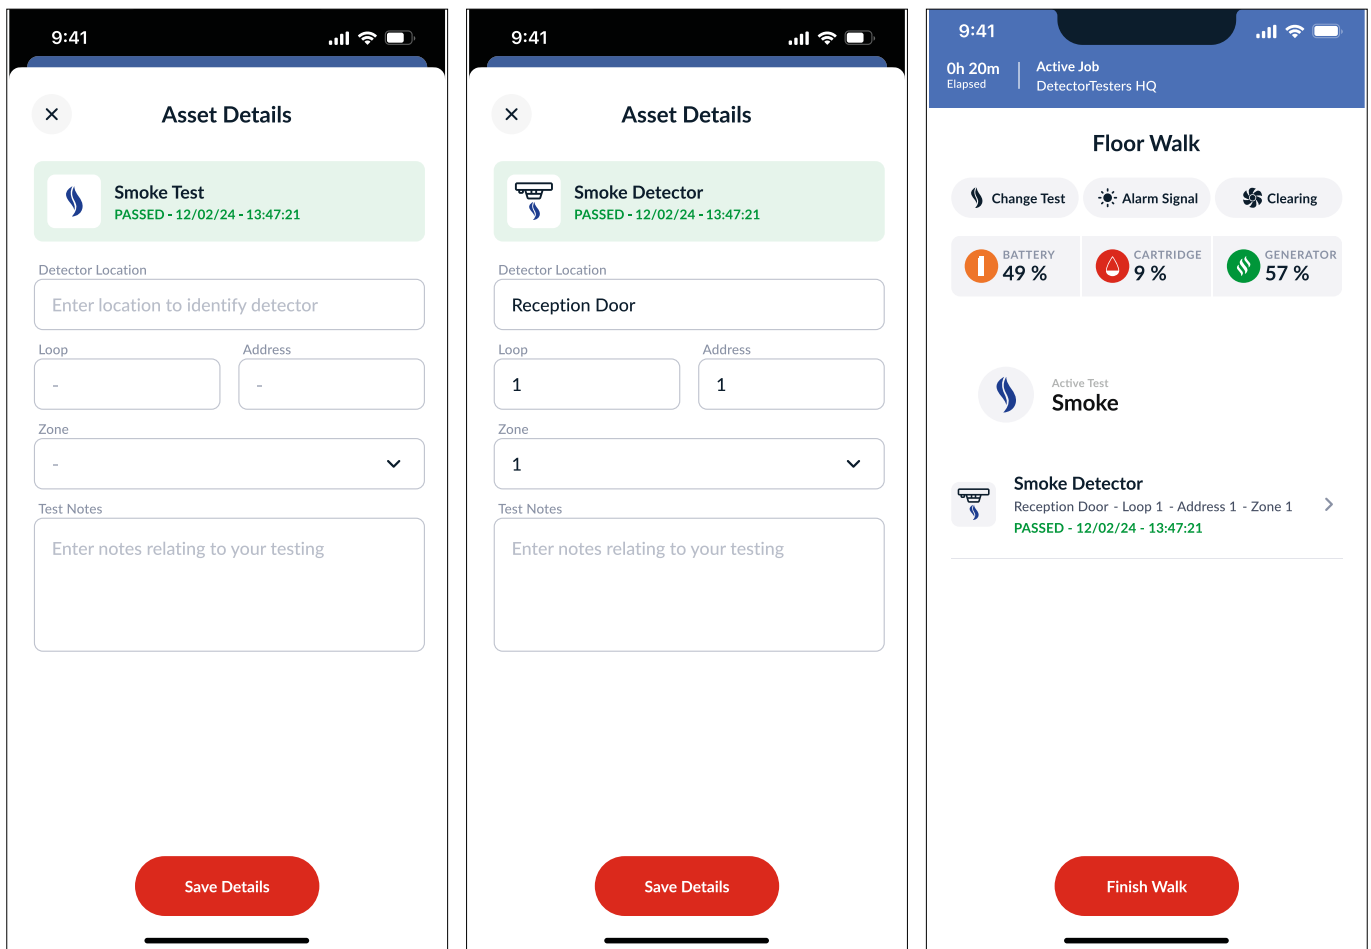 9:41
Asset Details
Smoke Test
PASSED - 12/02/24 - 13:47:21
Detector Location
Enter location to identify detector
Loop
Address
-
-
Zone
-
Test Notes
Enter notes relating to your testing
Save Details
9:41
Asset Details
Smoke Detector
PASSED - 12/02/24 - 13:47:21
Detector Location
Reception Door
Loop
Address
1
1
Zone
1
Test Notes
Enter notes relating to your testing
Save Details
9:41
0h 20m
Elapsed
Active Job
DetectorTesters HQ
Floor Walk
Change Test
Alarm Signal
Clearing
BATTERY
49 %
CARTRIDGE
9 %
GENERATOR
57 %
Active Test
Smoke
Smoke Detector
Reception Door - Loop 1 - Address 1 - Zone 1
PASSED - 12/02/24 - 13:47:21
Finish Walk